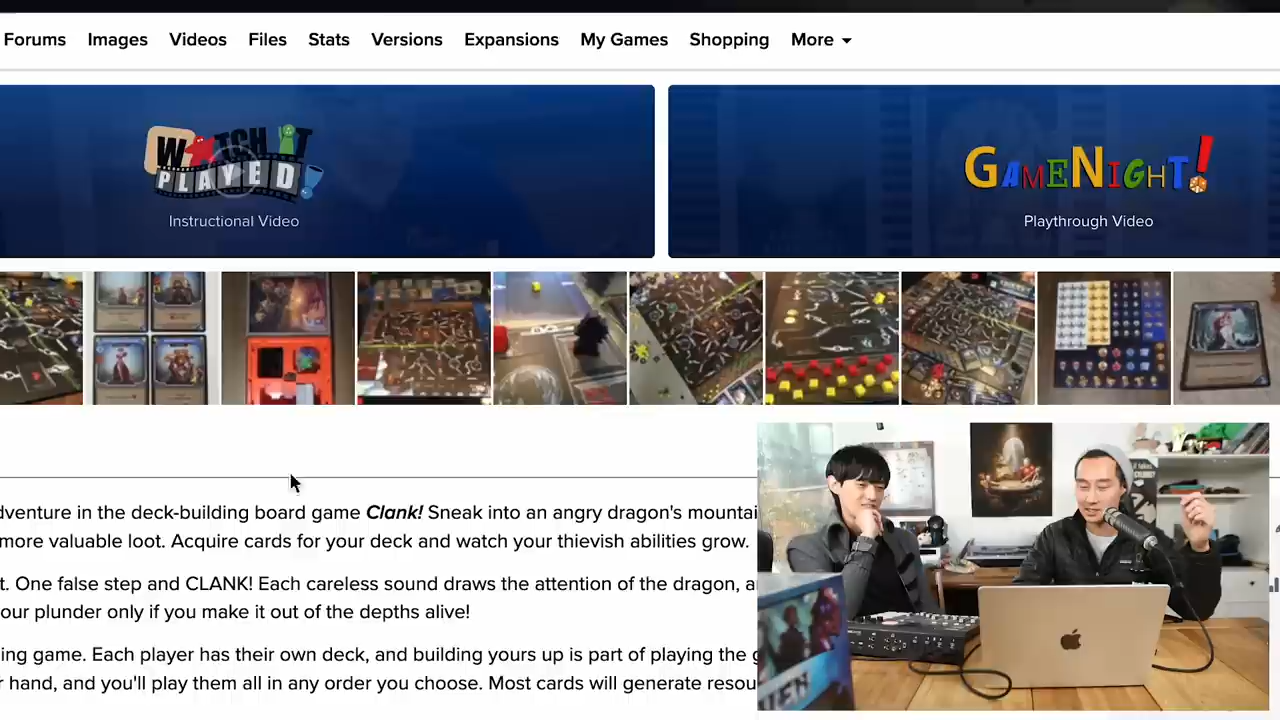 Forums Images Videos Files Stats Versions Expansions My Games Shopping More
WATCH IT PLAYED
Instructional Video
GAMENIGHT!
Playthrough Video
dventure in the deck-building board game Clank! Sneak into an angry dragon's mountai
more valuable loot. Acquire cards for your deck and watch your thievish abilities grow.
t. One false step and CLANK! Each careless sound draws the attention of the dragon, a
our plunder only if you make it out of the depths alive!
ing game. Each player has their own deck, and building yours up is part of playing the g
r hand, and you'll play them all in any order you choose. Most cards will generate resou